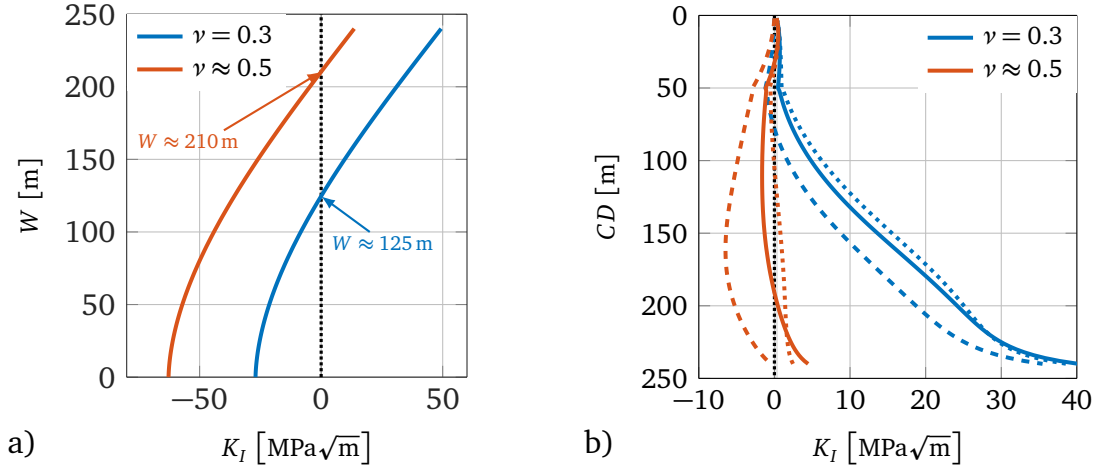 250
200
150
100
50
0
W [m]
ν = 0.3
ν ≈ 0.5
W ≈ 210 m
W ≈ 125 m
−50
0
50
K_I [MPa√m]
a)
0
50
100
150
200
250
CD [m]
ν = 0.3
ν ≈ 0.5
−10
0
10
20
30
40
K_I [MPa√m]
b)